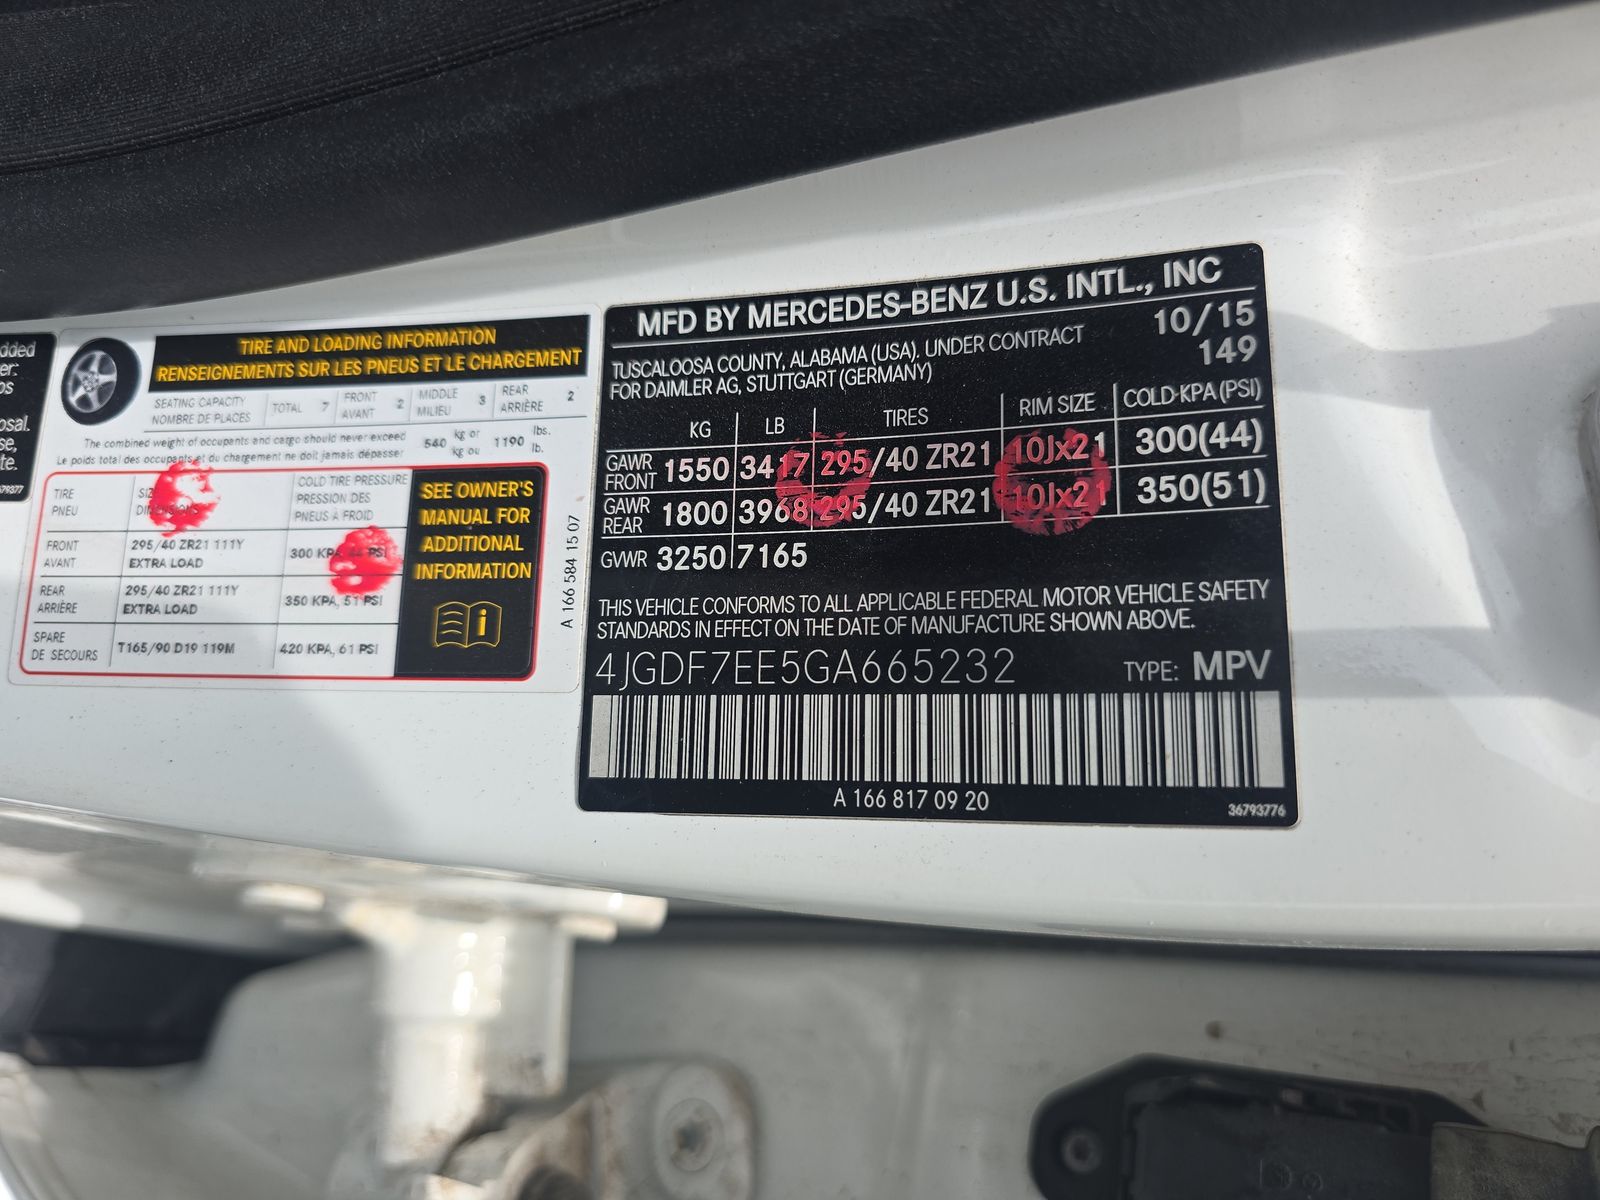 dded
er:
os
osal.
se,
te.
79377
TIRE AND LOADING INFORMATION
RENSEIGNEMENTS SUR LES PNEUS ET LE CHARGEMENT
SEATING CAPACITY
NOMBRE DE PLACES
TOTAL 7
FRONT
AVANT 2
MIDDLE
MILIEU 3
REAR
ARRIÈRE 2
The combined weight of occupants and cargo should never exceed 540 kg or 1190 lbs.
Le poids total des occupants et du chargement ne doit jamais dépasser kg ou lb.
TIRE
PNEU
SIZE
DIMENSIONS
COLD TIRE PRESSURE
PRESSION DES
PNEUS À FROID
FRONT
AVANT
295/40 ZR21 111Y
EXTRA LOAD
300 KPA, 44 PSI
REAR
ARRIÈRE
295/40 ZR21 111Y
EXTRA LOAD
350 KPA, 51 PSI
SPARE
DE SECOURS
T165/90 D19 119M
420 KPA, 61 PSI
SEE OWNER'S
MANUAL FOR
ADDITIONAL
INFORMATION
A 166 584 15 07
MFD BY MERCEDES-BENZ U.S. INTL., INC
TUSCALOOSA COUNTY, ALABAMA (USA). UNDER CONTRACT
FOR DAIMLER AG, STUTTGART (GERMANY)
10/15
149
KG LB TIRES RIM SIZE COLD-KPA (PSI)
GAWR FRONT 1550 3417 295/40 ZR21 10Jx21 300(44)
GAWR REAR 1800 3968 295/40 ZR21 10Jx21 350(51)
GVWR 3250 7165
THIS VEHICLE CONFORMS TO ALL APPLICABLE FEDERAL MOTOR VEHICLE SAFETY
STANDARDS IN EFFECT ON THE DATE OF MANUFACTURE SHOWN ABOVE.
4JGDF7EE5GA665232 TYPE: MPV
A 166 817 09 20
36793776